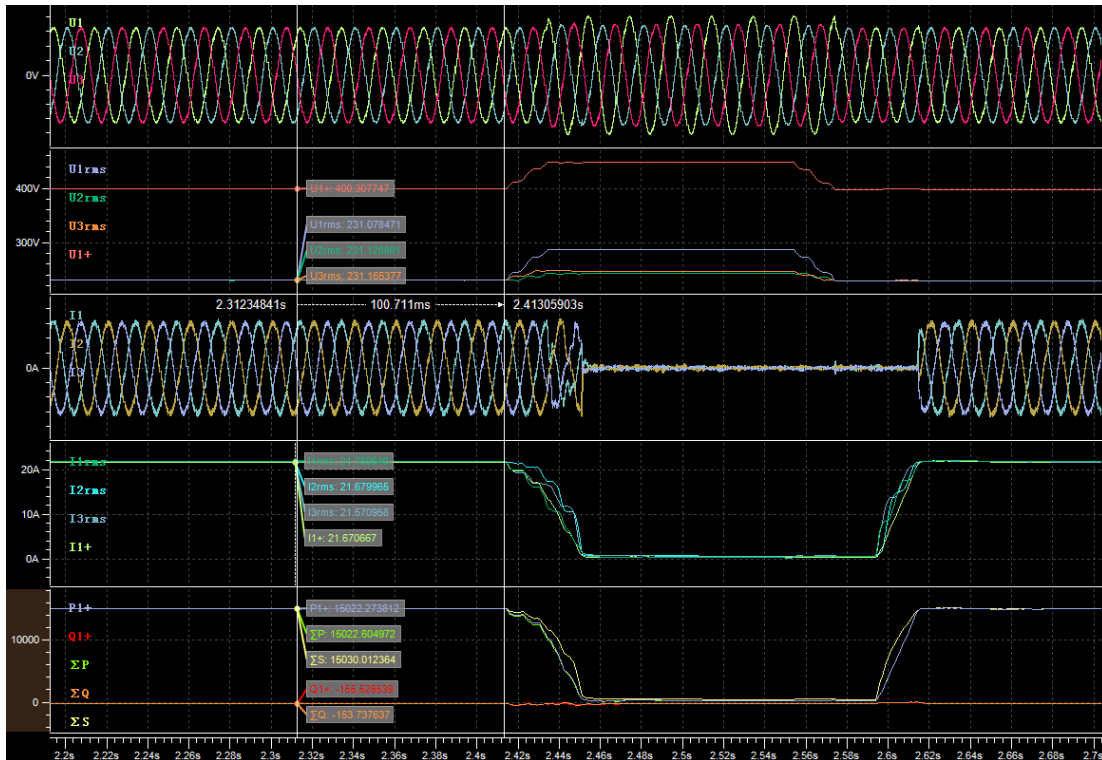 U1
U2
0V
U3
U1rms
400V
U1+: 400.307747
U2rms
U1rms: 231.078471
U3rms
300V
U2rms: 231.128881
U1+
U3rms: 231.165377
2.31234841s
100.711ms
2.41305903s
I1
I2
0A
I3
I1rms
20A
I2rms
I2rms: 21.679965
I3rms
10A
I3rms: 21.570958
I1+
I1+: 21.670667
0A
P1+
P1+: 15022.273812
Q1+
10000
ΣP: 15022.604972
ΣP
ΣS: 15030.012364
ΣQ
0
ΣQ: -153.737637
ΣS
2.2s 2.22s 2.24s 2.26s 2.28s 2.3s 2.32s 2.34s 2.36s 2.38s 2.4s 2.42s 2.44s 2.46s 2.48s 2.5s 2.52s 2.54s 2.56s 2.58s 2.6s 2.62s 2.64s 2.66s 2.68s 2.7s